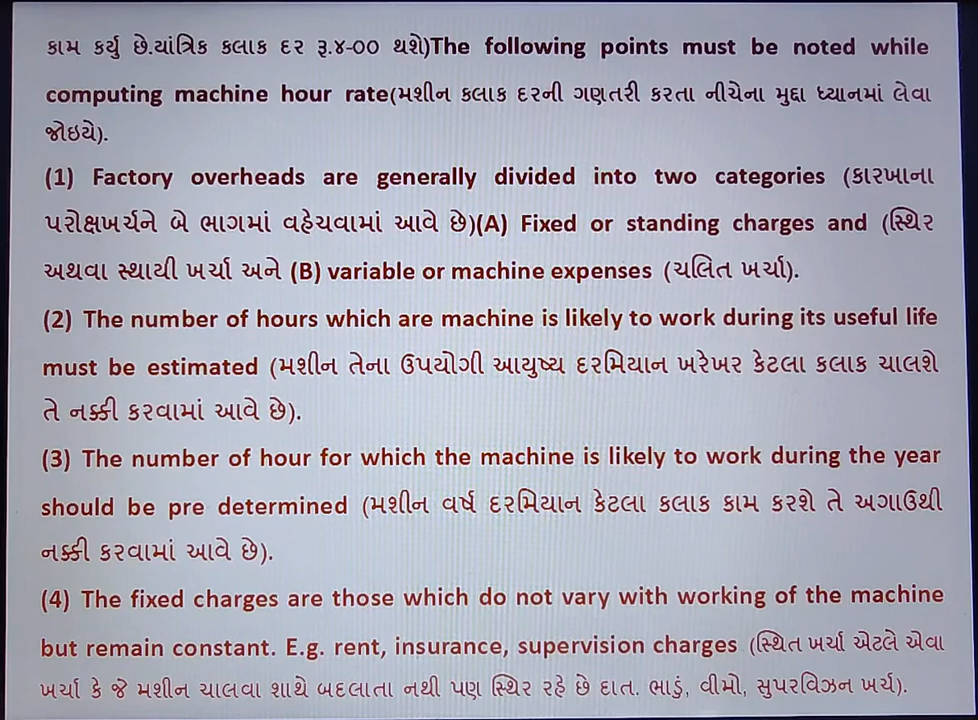 કામ કર્યુ છે.યાંત્રિક કલાક દર રૂ.૪-૦૦ થશે)The following points must be noted while
computing machine hour rate(મશીન કલાક દરની ગણતરી કરતા નીચેના મુદ્દા ધ્યાનમાં લેવા
જોઇયે).
(1) Factory overheads are generally divided into two categories (કારખાના
પરોક્ષખર્ચને બે ભાગમાં વહેચવામાં આવે છે)(A) Fixed or standing charges and (સ્થિર
અથવા સ્થાયી ખર્ચા અને (B) variable or machine expenses (ચલિત ખર્ચા).
(2) The number of hours which are machine is likely to work during its useful life
must be estimated (મશીન તેના ઉપયોગી આયુષ્ય દરમિયાન ખરેખર કેટલા કલાક ચાલશે
તે નક્કી કરવામાં આવે છે).
(3) The number of hour for which the machine is likely to work during the year
should be pre determined (મશીન વર્ષ દરમિયાન કેટલા કલાક કામ કરશે તે અગાઉથી
નક્કી કરવામાં આવે છે).
(4) The fixed charges are those which do not vary with working of the machine
but remain constant. E.g. rent, insurance, supervision charges (સ્થિત ખર્ચા એટલે એવા
ખર્ચા કે જે મશીન ચાલવા શાથે બદલાતા નથી પણ સ્થિર રહે છે દાત. ભાડું, વીમો, સુપરવિઝન ખર્ચ).